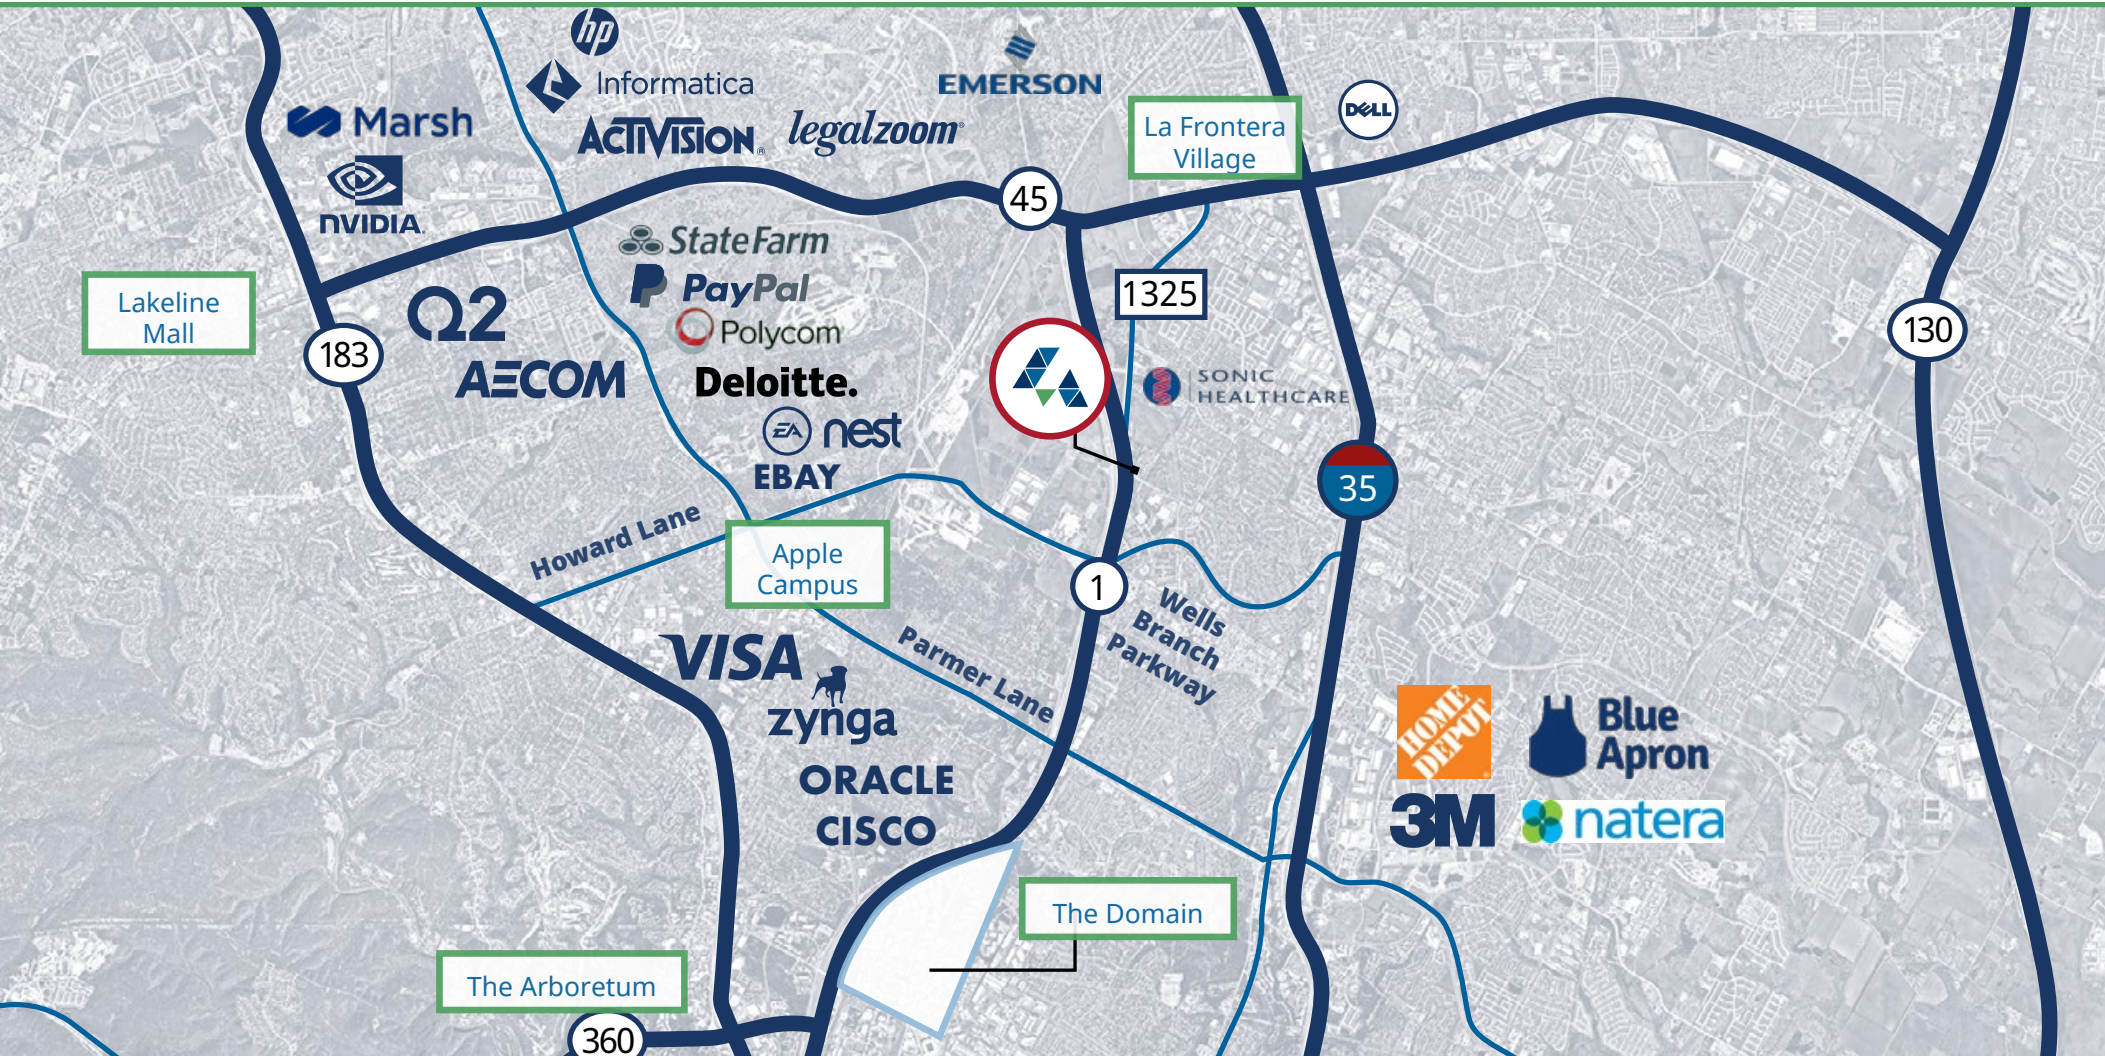 hp
Informatica
ACTIVISION®
legalzoom®
EMERSON
DELL
Marsh
La Frontera
Village
NVIDIA.
45
StateFarm
PayPal
Polycom
1325
Lakeline
Mall
Q2
183
AECOM
Deloitte.
EA
nest
EBAY
SONIC
HEALTHCARE
130
35
Howard Lane
Apple
Campus
1
Wells
Branch
Parkway
Parmer Lane
VISA
zynga
ORACLE
CISCO
HOME
DEPOT
Blue
Apron
3M
natera
The Domain
The Arboretum
360